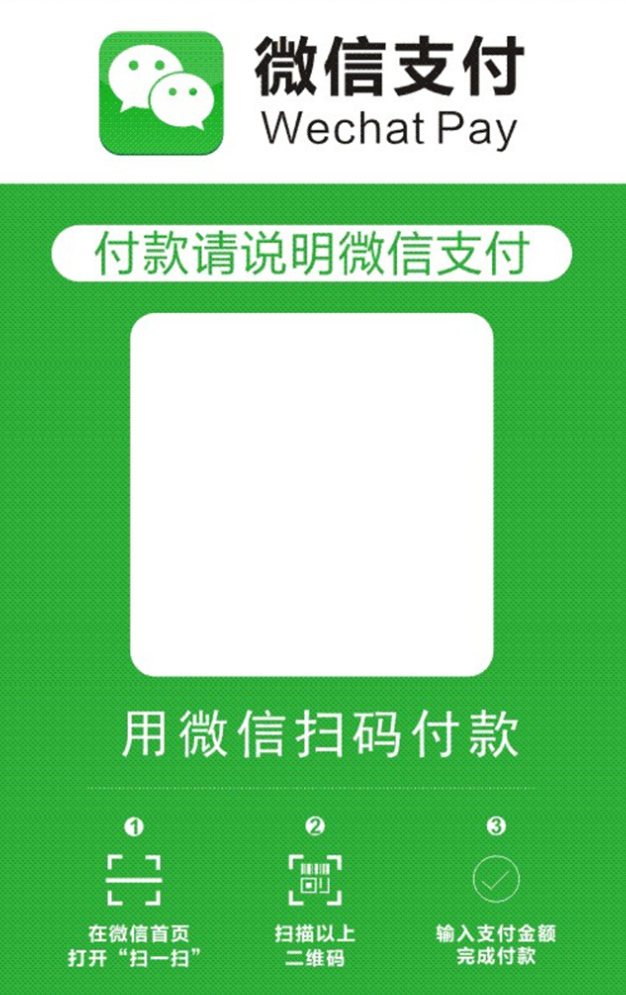 微信支付
Wechat Pay
付款请说明微信支付
用微信扫码付款
1
在微信首页
打开“扫一扫”
2
扫描以上
二维码
3
输入支付金额
完成付款